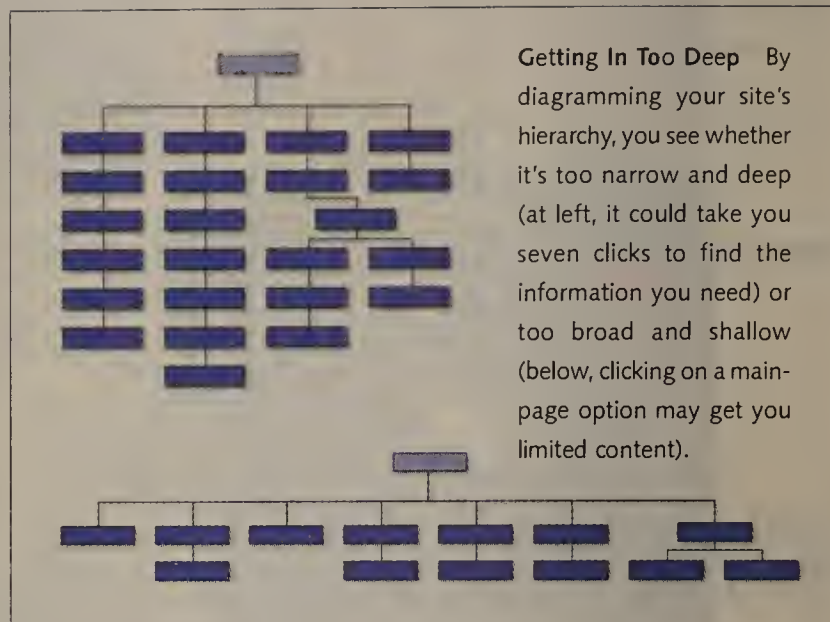 Getting In Too Deep By
diagramming your site's
hierarchy, you see whether
it's too narrow and deep
(at left, it could take you
seven clicks to find the
information you need) or
too broad and shallow
(below, clicking on a main-
page option may get you
limited content).